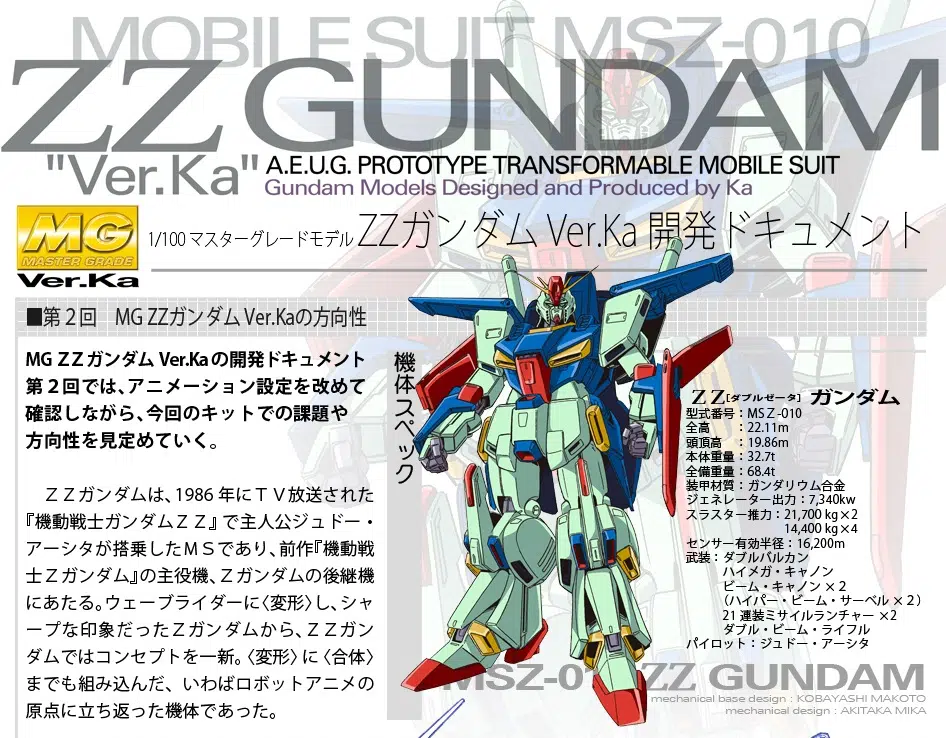 MOBILE SUIT MSZ-010
ZZ GUNDAM
"Ver.Ka"
A.E.U.G. PROTOTYPE TRANSFORMABLE MOBILE SUIT
Gundam Models Designed and Produced by Ka
MG
MASTER GRADE
Ver.Ka
1/100 マスターグレードモデル ZZガンダム Ver.Ka 開発ドキュメント
■第2回　MG ZZガンダム Ver.Kaの方向性
MG ZZガンダム Ver.Kaの開発ドキュメント
第2回では、アニメーション設定を改めて
確認しながら、今回のキットでの課題や
方向性を見定めていく。
ＺＺガンダムは、1986年にＴＶ放送された
『機動戦士ガンダムＺＺ』で主人公ジュドー・
アーシタが搭乗したＭＳであり、前作『機動戦
士Ｚガンダム』の主役機、Ｚガンダムの後継機
にあたる。ウェーブライダーに〈変形〉し、シャ
ープな印象だったＺガンダムから、ＺＺガン
ダムではコンセプトを一新。〈変形〉に〈合体〉
までも組み込んだ、いわばロボットアニメの
原点に立ち返った機体であった。
機体スペック
ＺＺ[ダブルゼータ] ガンダム
型式番号：MSZ-010
全高　　：22.11m
頭頂高　：19.86m
本体重量：32.7t
全備重量：68.4t
装甲材質：ガンダリウム合金
ジェネレーター出力：7,340kw
スラスター推力：21,700 kg×2
14,400 kg×4
センサー有効半径：16,200m
武装：ダブルバルカン
ハイメガ・キャノン
ビーム・キャノン×2
（ハイパー・ビーム・サーベル×2）
21連装ミサイルランチャー×2
ダブル・ビーム・ライフル
パイロット：ジュドー・アーシタ
MSZ-01 ZZ GUNDAM
mechanical base design : KOBAYASHI MAKOTO
mechanical design : AKITAKA MIKA